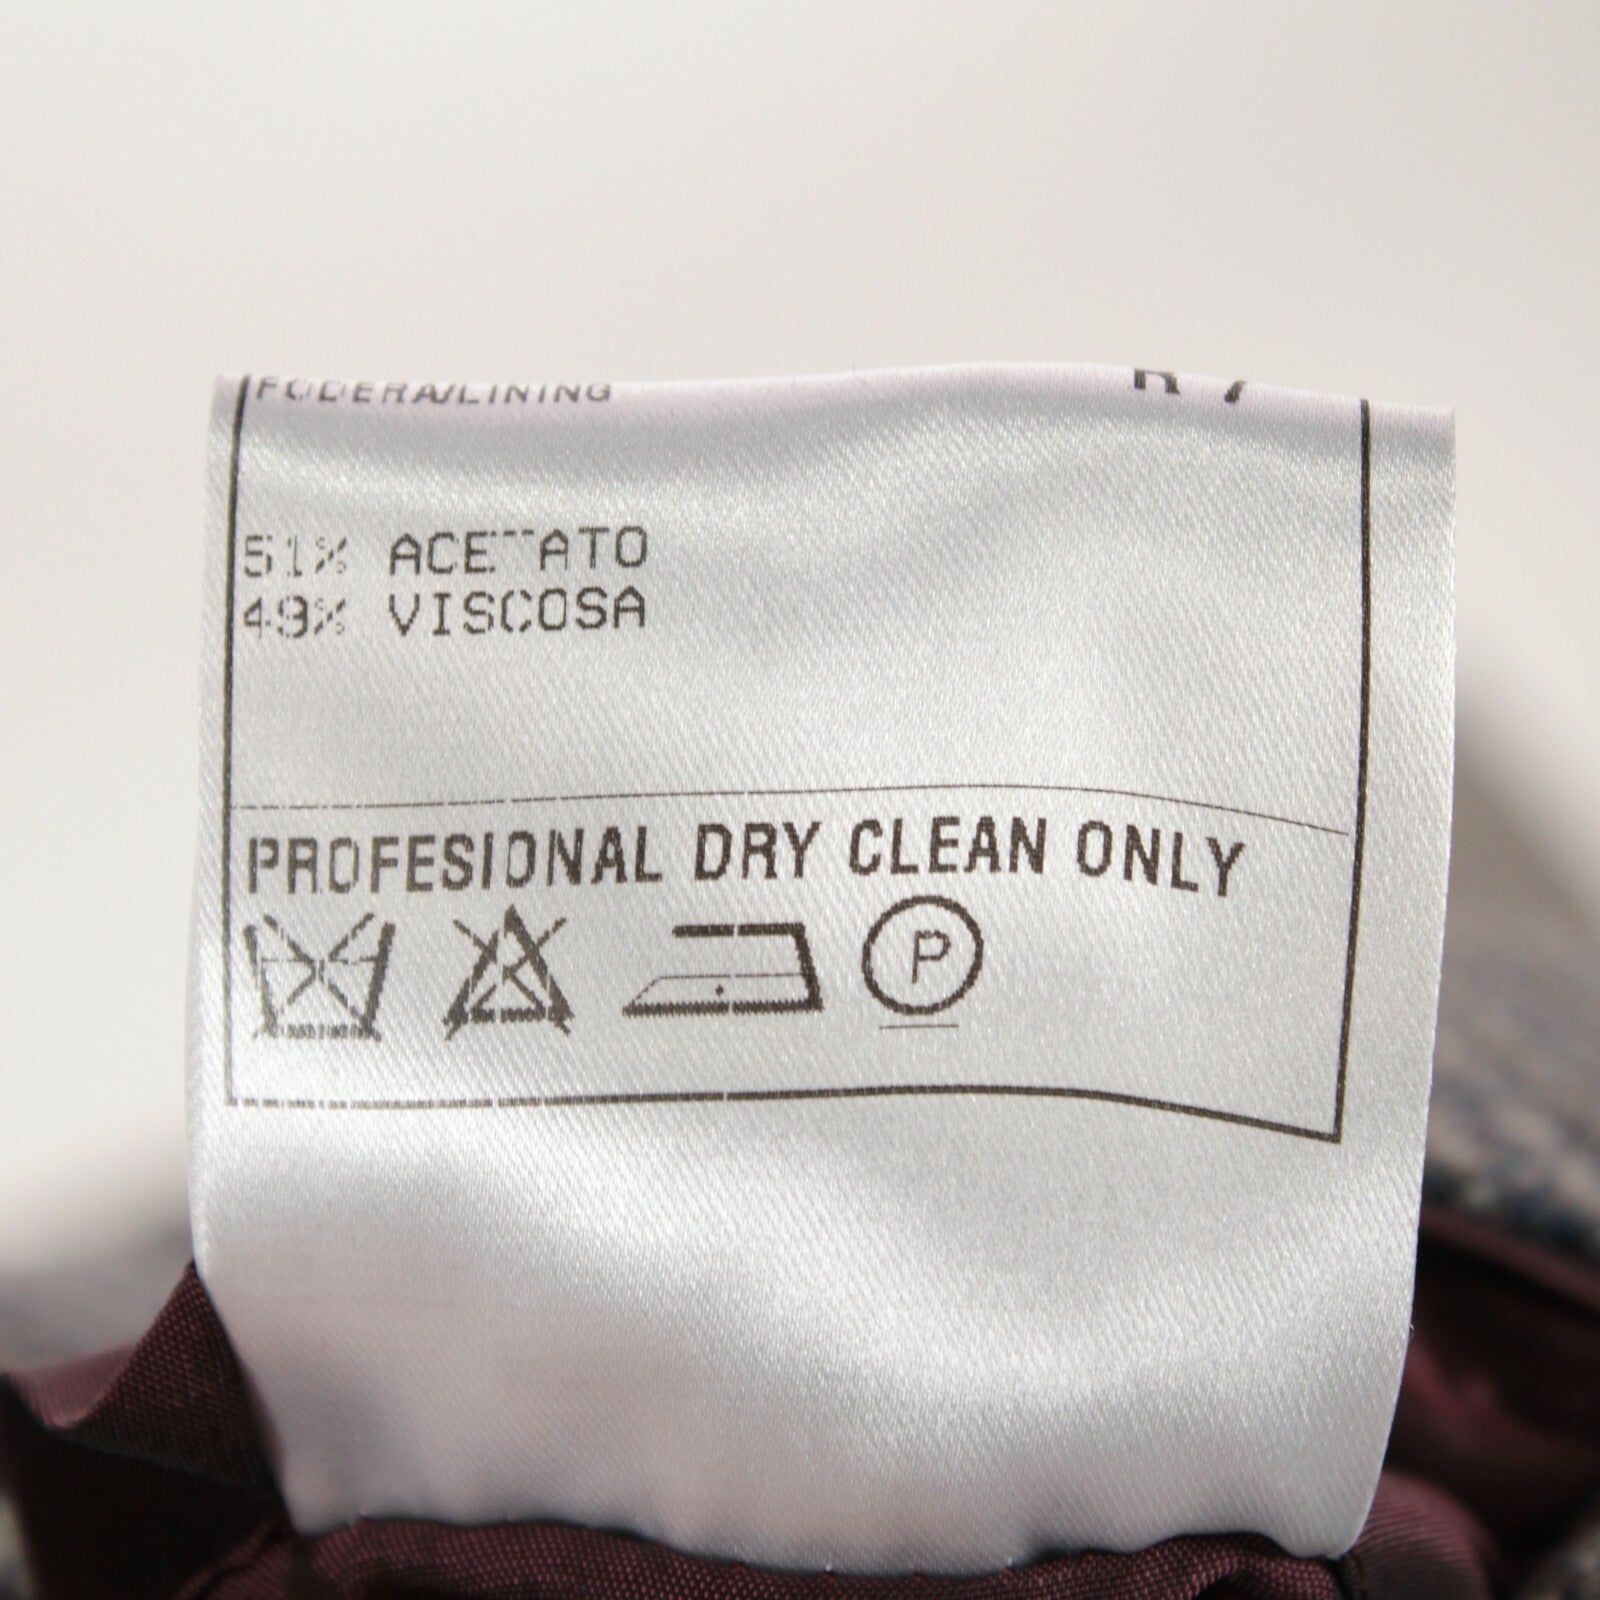 FODERA/LINING
51% ACETATO
49% VISCOSA
PROFESIONAL DRY CLEAN ONLY
P